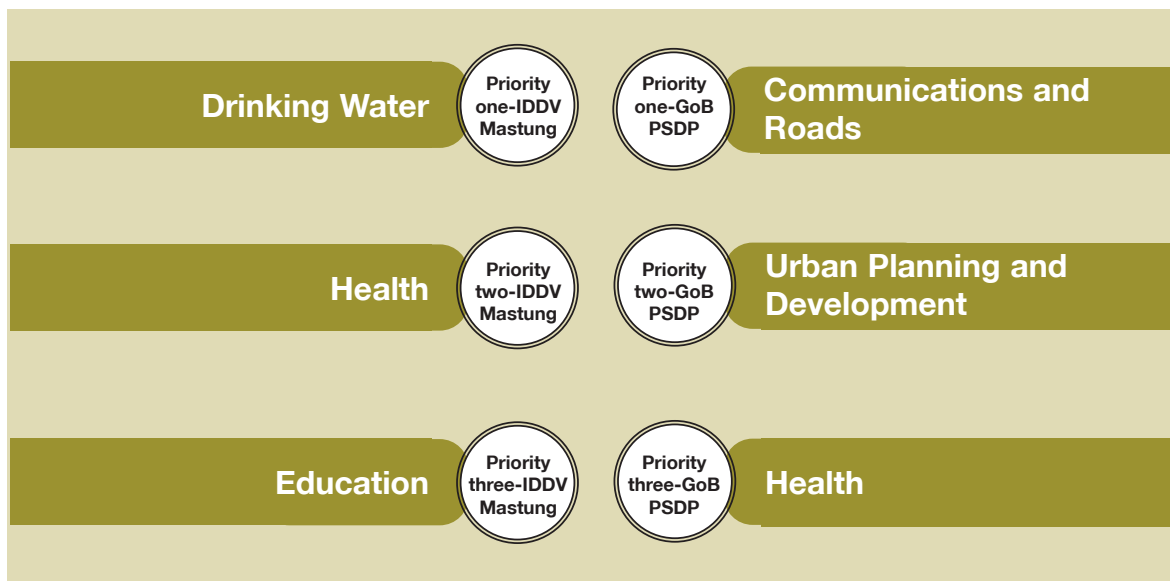 Drinking Water
Priority
one-IDDV
Mastung
Priority
one-GoB
PSDP
Communications and
Roads
Health
Priority
two-IDDV
Mastung
Priority
two-GoB
PSDP
Urban Planning and
Development
Education
Priority
three-IDDV
Mastung
Priority
three-GoB
PSDP
Health